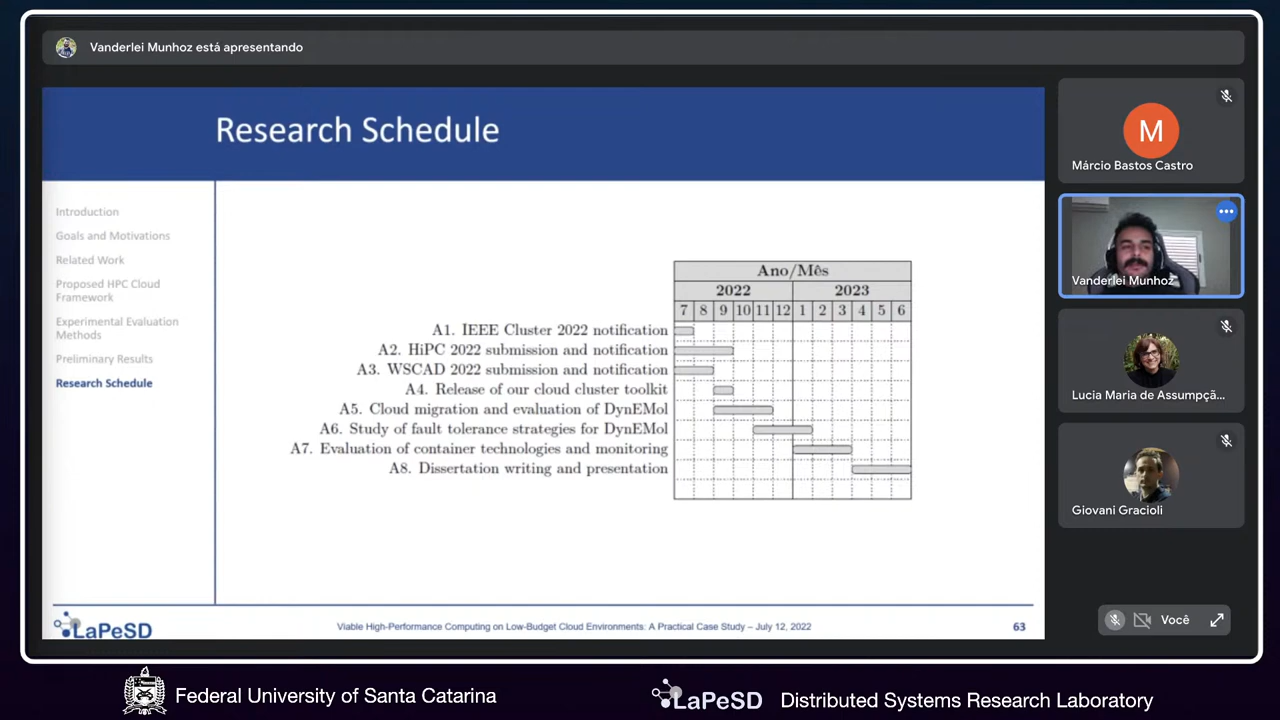 Vanderlei Munhoz está apresentando
Research Schedule
Introduction
Goals and Motivations
Related Work
Proposed HPC Cloud
Framework
Experimental Evaluation
Methods
Preliminary Results
Research Schedule
Ano/Mês
2022 2023
7 8 9 10 11 12 1 2 3 4 5 6
A1. IEEE Cluster 2022 notification
A2. HiPC 2022 submission and notification
A3. WSCAD 2022 submission and notification
A4. Release of our cloud cluster toolkit
A5. Cloud migration and evaluation of DynEMol
A6. Study of fault tolerance strategies for DynEMol
A7. Evaluation of container technologies and monitoring
A8. Dissertation writing and presentation
LaPeSD
Viable High-Performance Computing on Low-Budget Cloud Environments: A Practical Case Study – July 12, 2022
63
M
Márcio Bastos Castro
Vanderlei Munhoz
Lucia Maria de Assumpçã...
Giovani Gracioli
Você
Federal University of Santa Catarina
LaPeSD Distributed Systems Research Laboratory